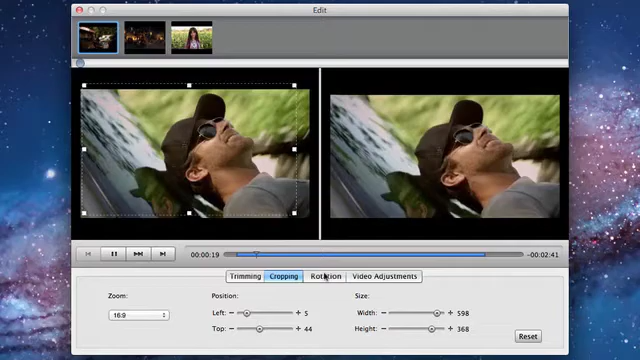 Edit
00:00:19
-00:02:41
Trimming Cropping Rotation Video Adjustments
Zoom:
16:9
Position:
Left: 5
Top: 44
Size:
Width: 598
Height: 368
Reset